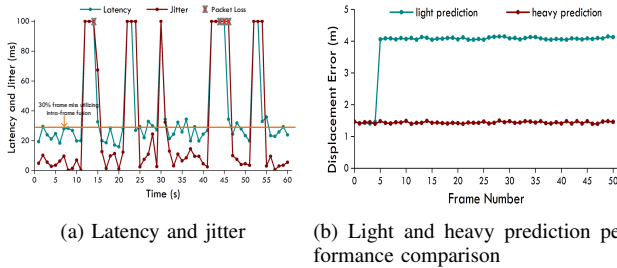 Latency Jitter Packet Loss
Latency and Jitter (ms)
100
80
60
40
20
0
30% frame mix utilizing
intra-frame fusion
0 5 10 15 20 25 30 35 40 45 50 55 60
Time (s)
(a) Latency and jitter
light prediction heavy prediction
Displacement Error (m)
5
4
3
2
1
0
0 5 10 15 20 25 30 35 40 45 50
Frame Number
(b) Light and heavy prediction pe
formance comparison